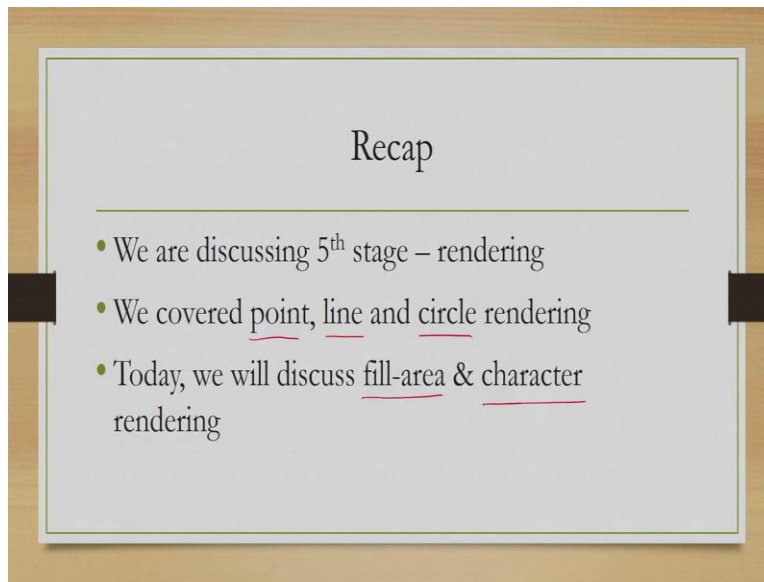 Recap
• We are discussing 5th stage – rendering
• We covered point, line and circle rendering
• Today, we will discuss fill-area & character
rendering